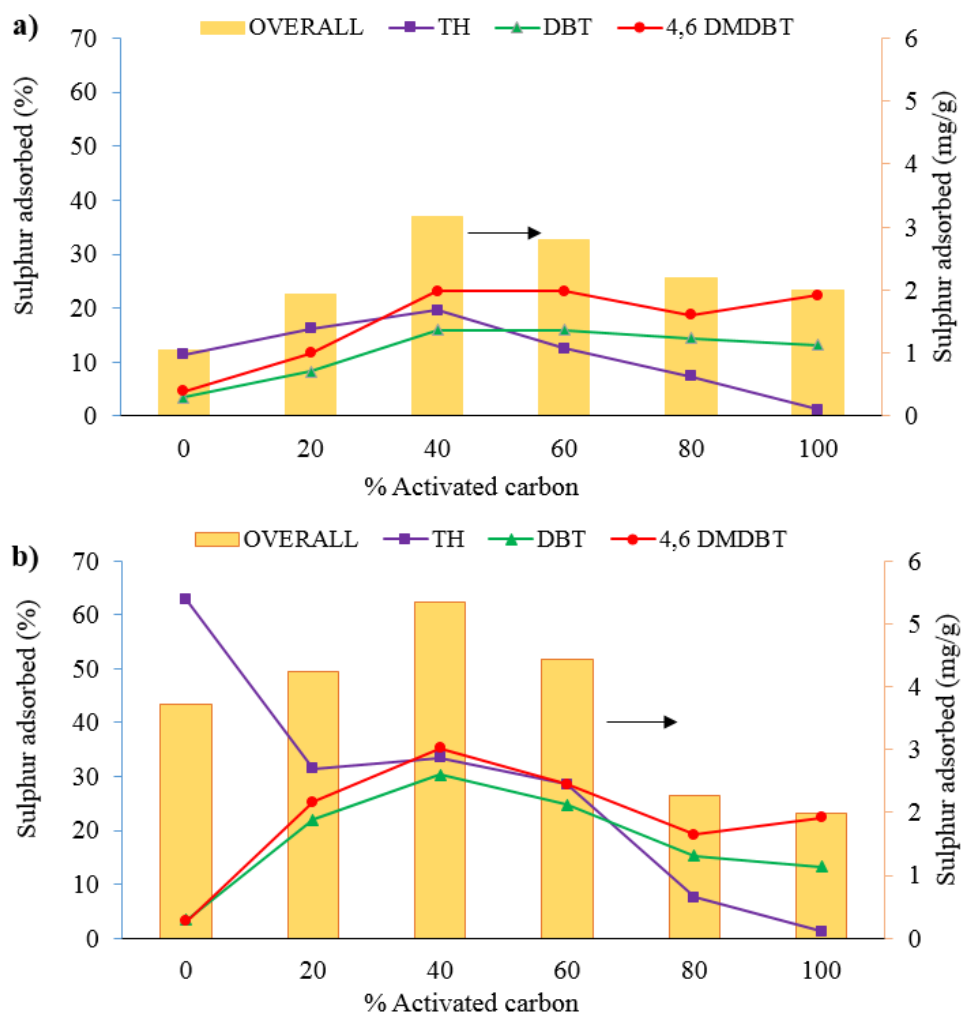 a)
OVERALL TH DBT 4,6 DMDBT
Sulphur adsorbed (%)
70
60
50
40
30
20
10
0
6
5
4
3
2
1
0
Sulphur adsorbed (mg/g)
0 20 40 60 80 100
% Activated carbon
b)
OVERALL TH DBT 4,6 DMDBT
Sulphur adsorbed (%)
70
60
50
40
30
20
10
0
6
5
4
3
2
1
0
Sulphur adsorbed (mg/g)
0 20 40 60 80 100
% Activated carbon